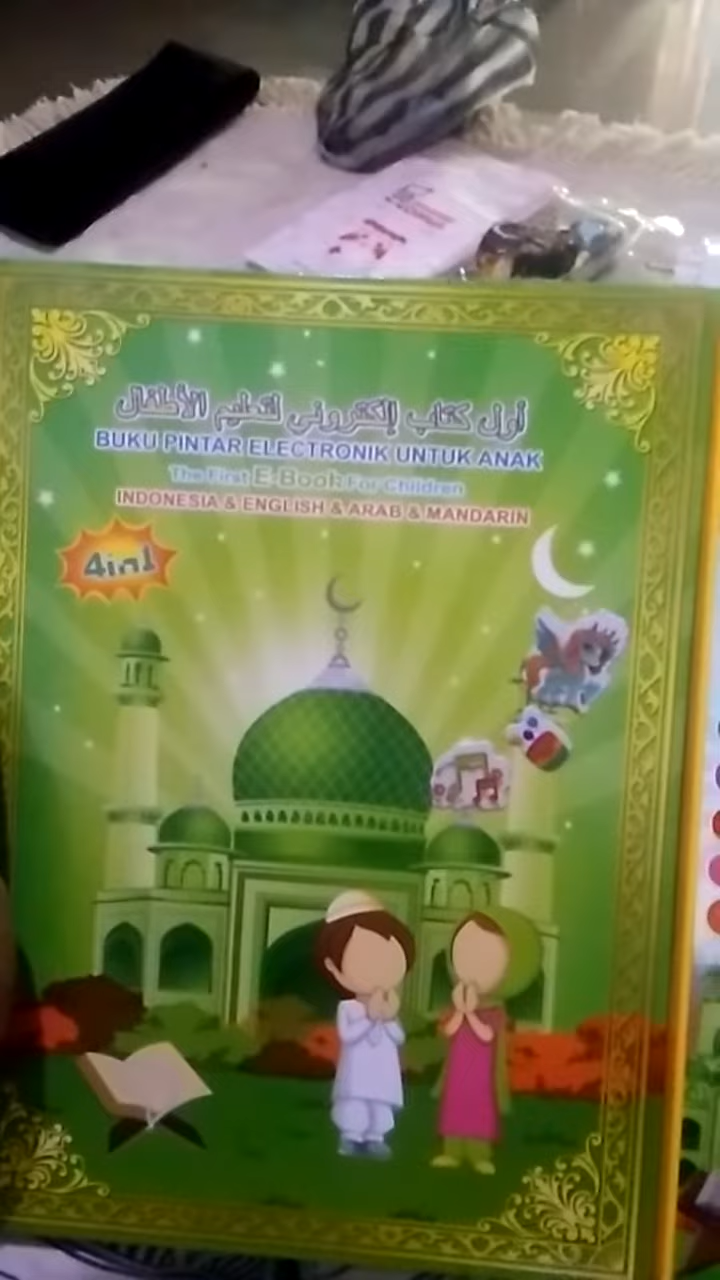 أول كتاب إلكتروني لتعليم الأطفال
BUKU PINTAR ELECTRONIK UNTUK ANAK
The First E-Book For Children
INDONESIA & ENGLISH & ARAB & MANDARIN
4in1